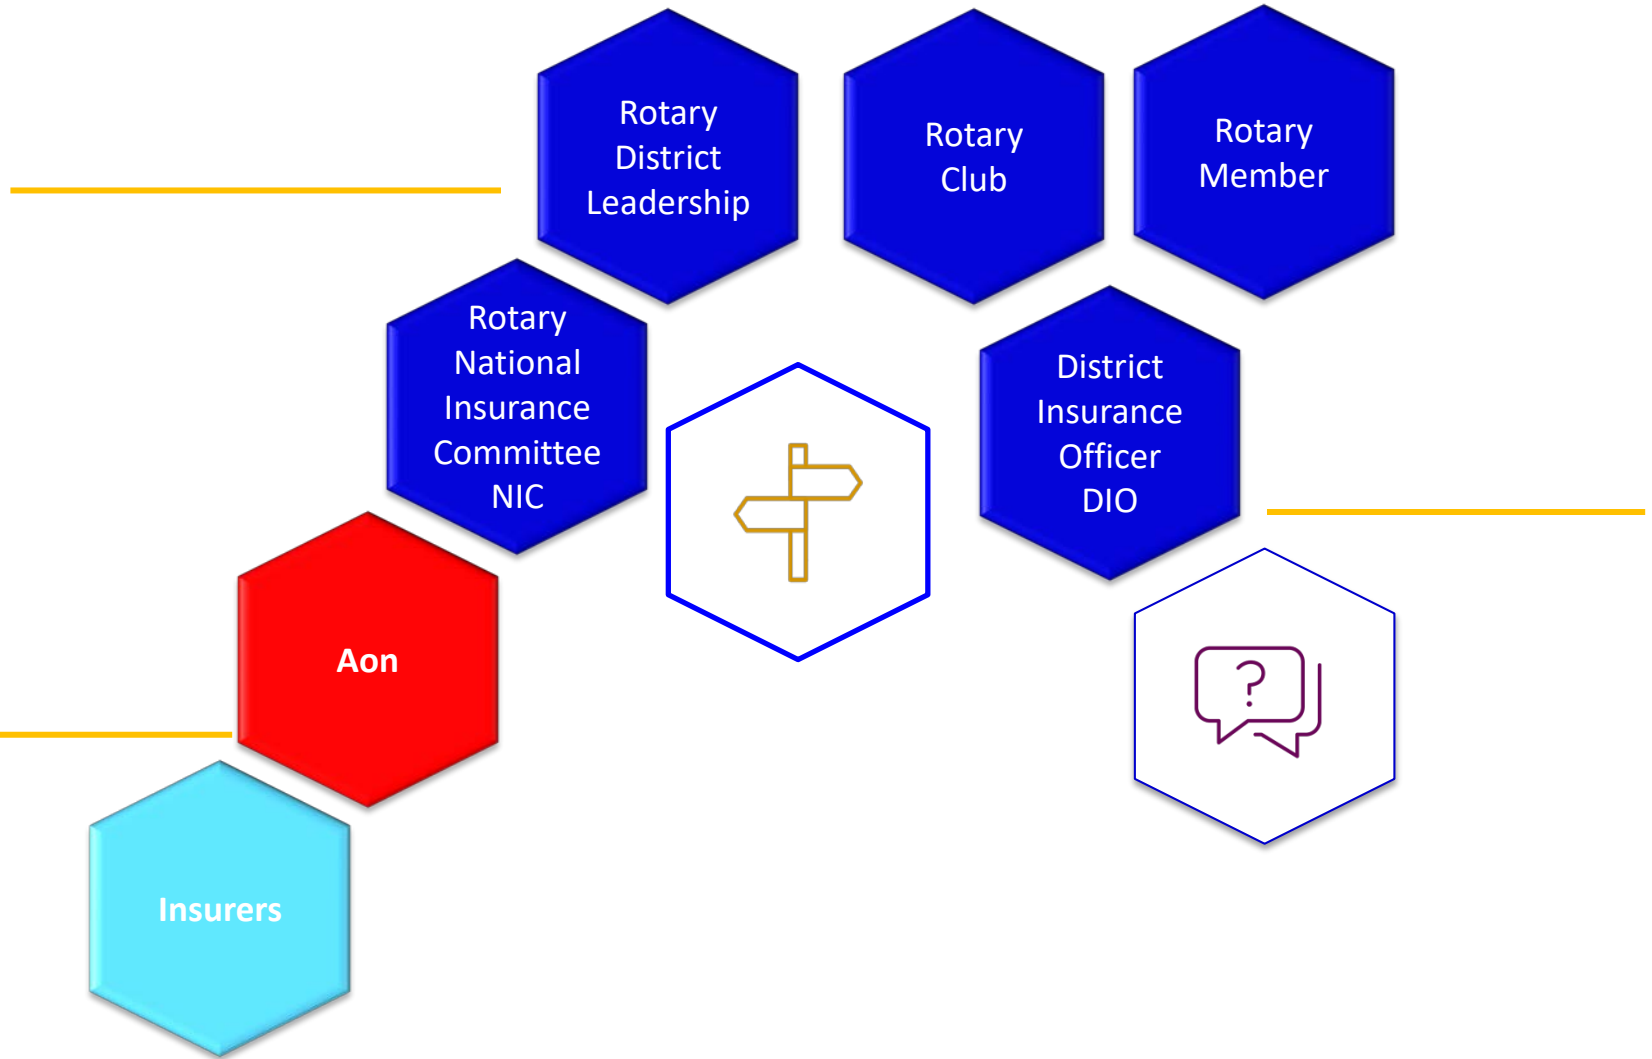 Rotary
District
Leadership
Rotary
Club
Rotary
Member
Rotary
National
Insurance
Committee
NIC
District
Insurance
Officer
DIO
Aon
?
Insurers